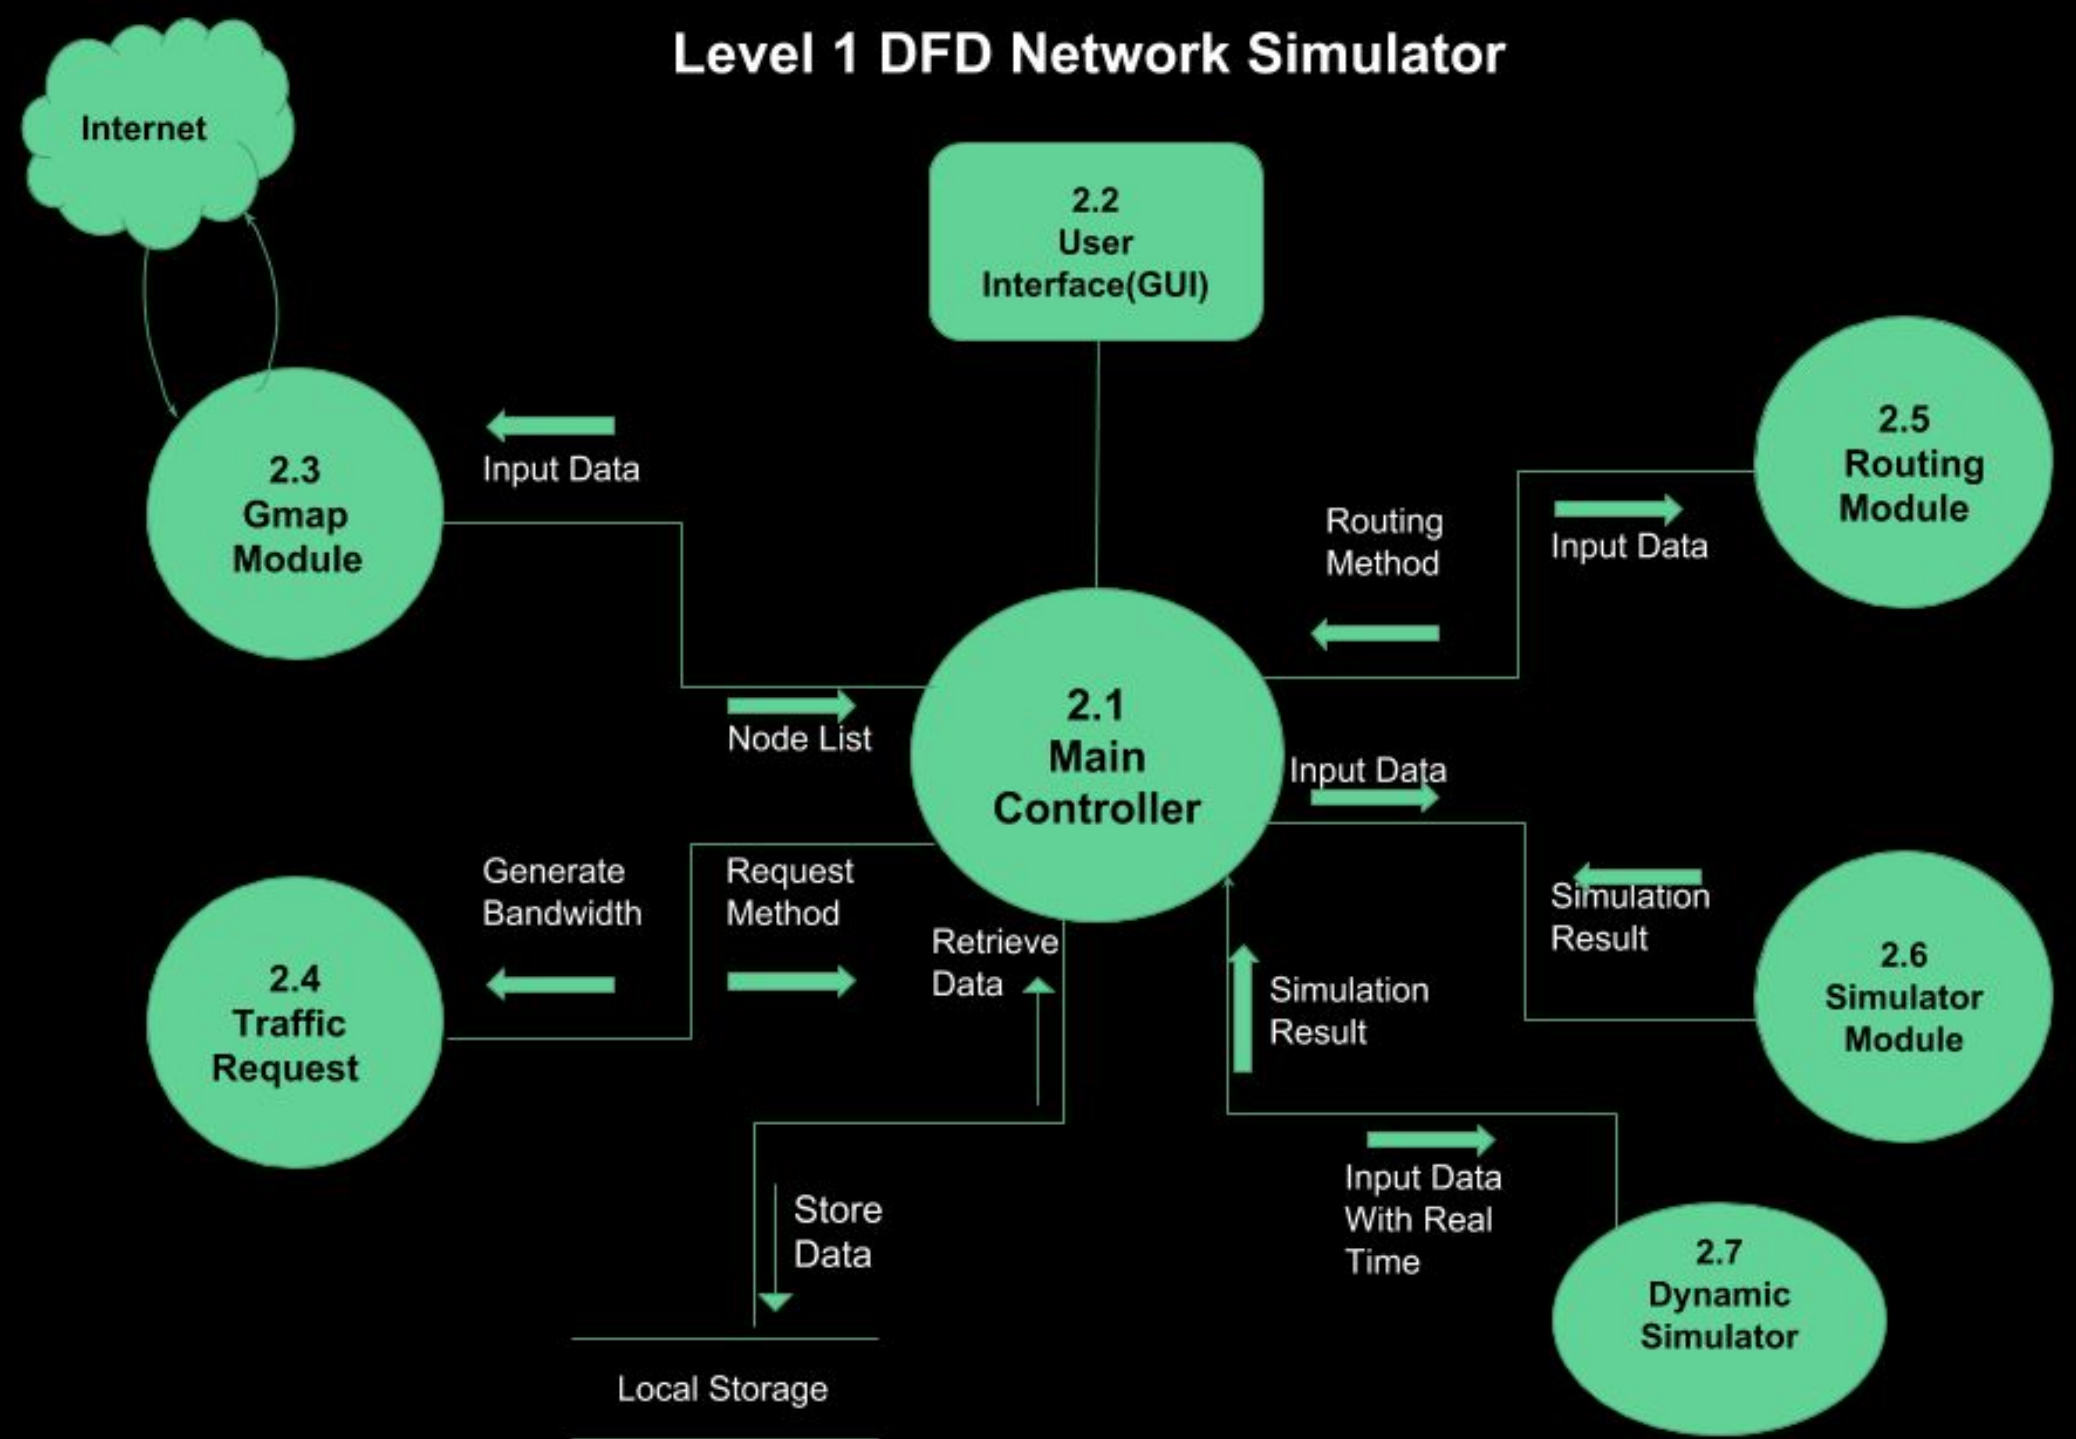 Level 1 DFD Network Simulator
Internet
2.2
User
Interface(GUI)
2.3
Gmap
Module
Input Data
Node List
2.5
Routing
Module
Routing
Method
Input Data
2.1
Main
Controller
Input Data
Simulation
Result
2.6
Simulator
Module
2.4
Traffic
Request
Generate
Bandwidth
Request
Method
Retrieve
Data
Simulation
Result
Store
Data
Input Data
With Real
Time
2.7
Dynamic
Simulator
Local Storage